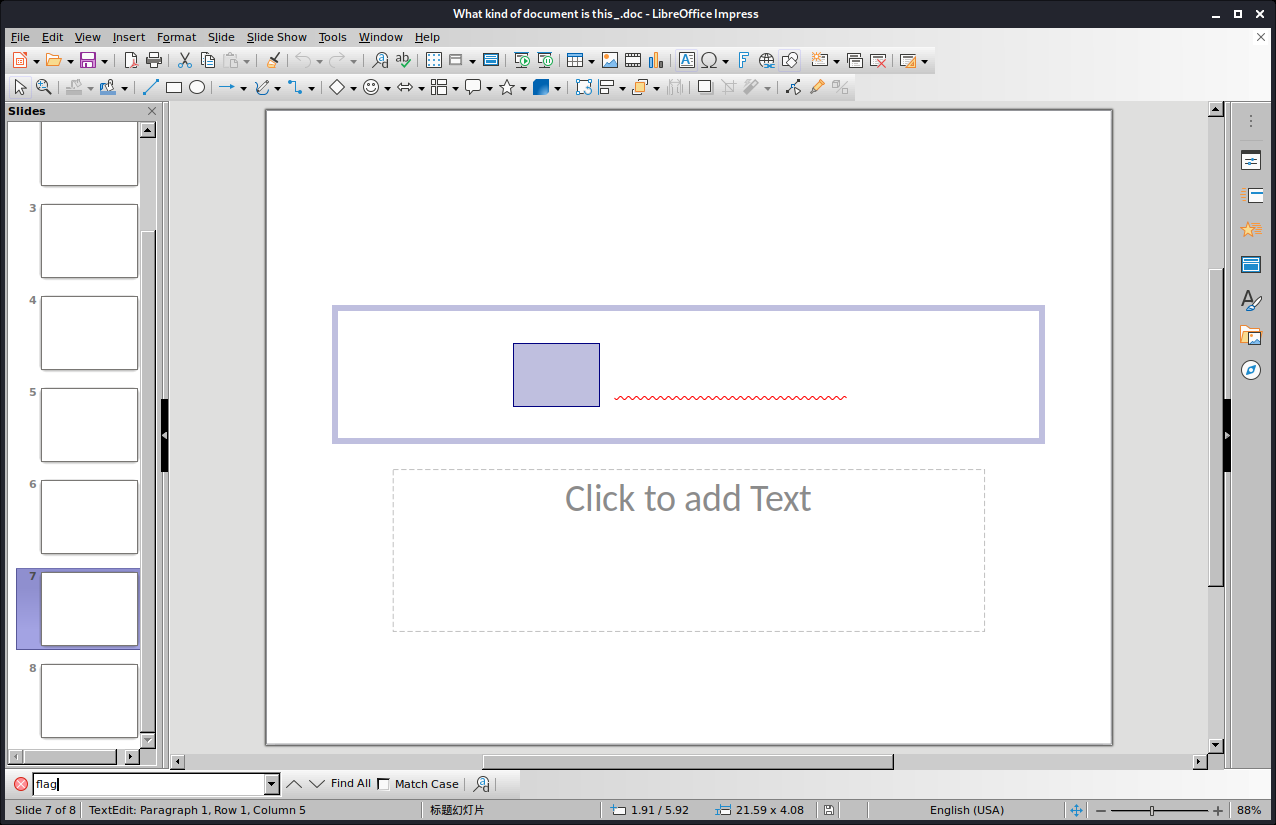 What kind of document is this_.doc - LibreOffice Impress
File Edit View Insert Format Slide Slide Show Tools Window Help
Slides
3
4
5
6
7
8
Click to add Text
flag Find All Match Case
Slide 7 of 8 TextEdit: Paragraph 1, Row 1, Column 5 标题幻灯片 1.91 / 5.92 21.59 x 4.08 English (USA) 88%